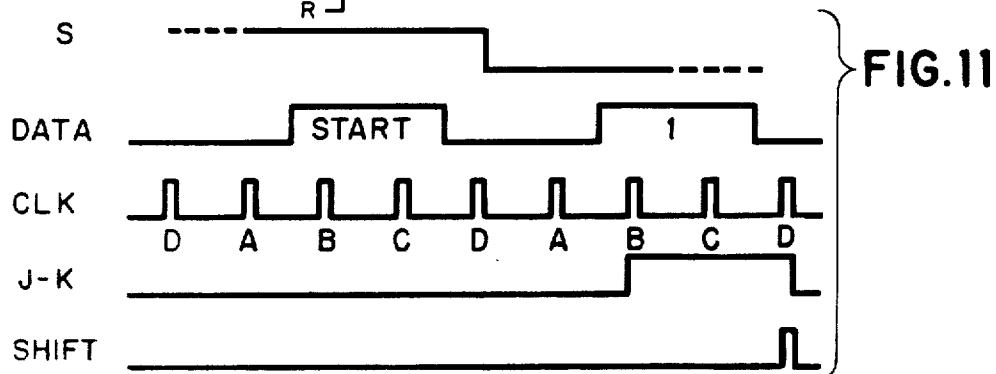 R
S
FIG.11
DATA START 1
CLK
D A B C D A B C D
J-K
SHIFT